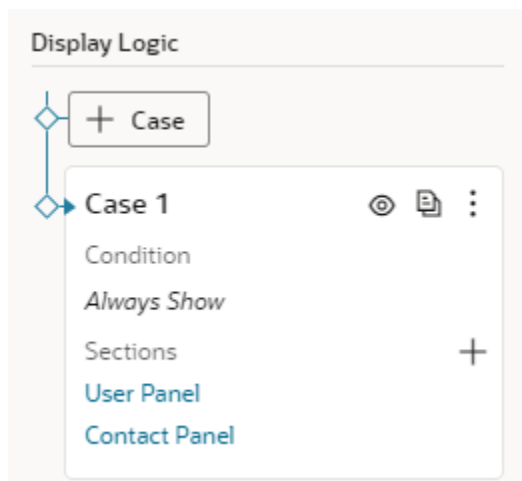 Display Logic
+ Case
Case 1
Condition
Always Show
Sections
User Panel
Contact Panel